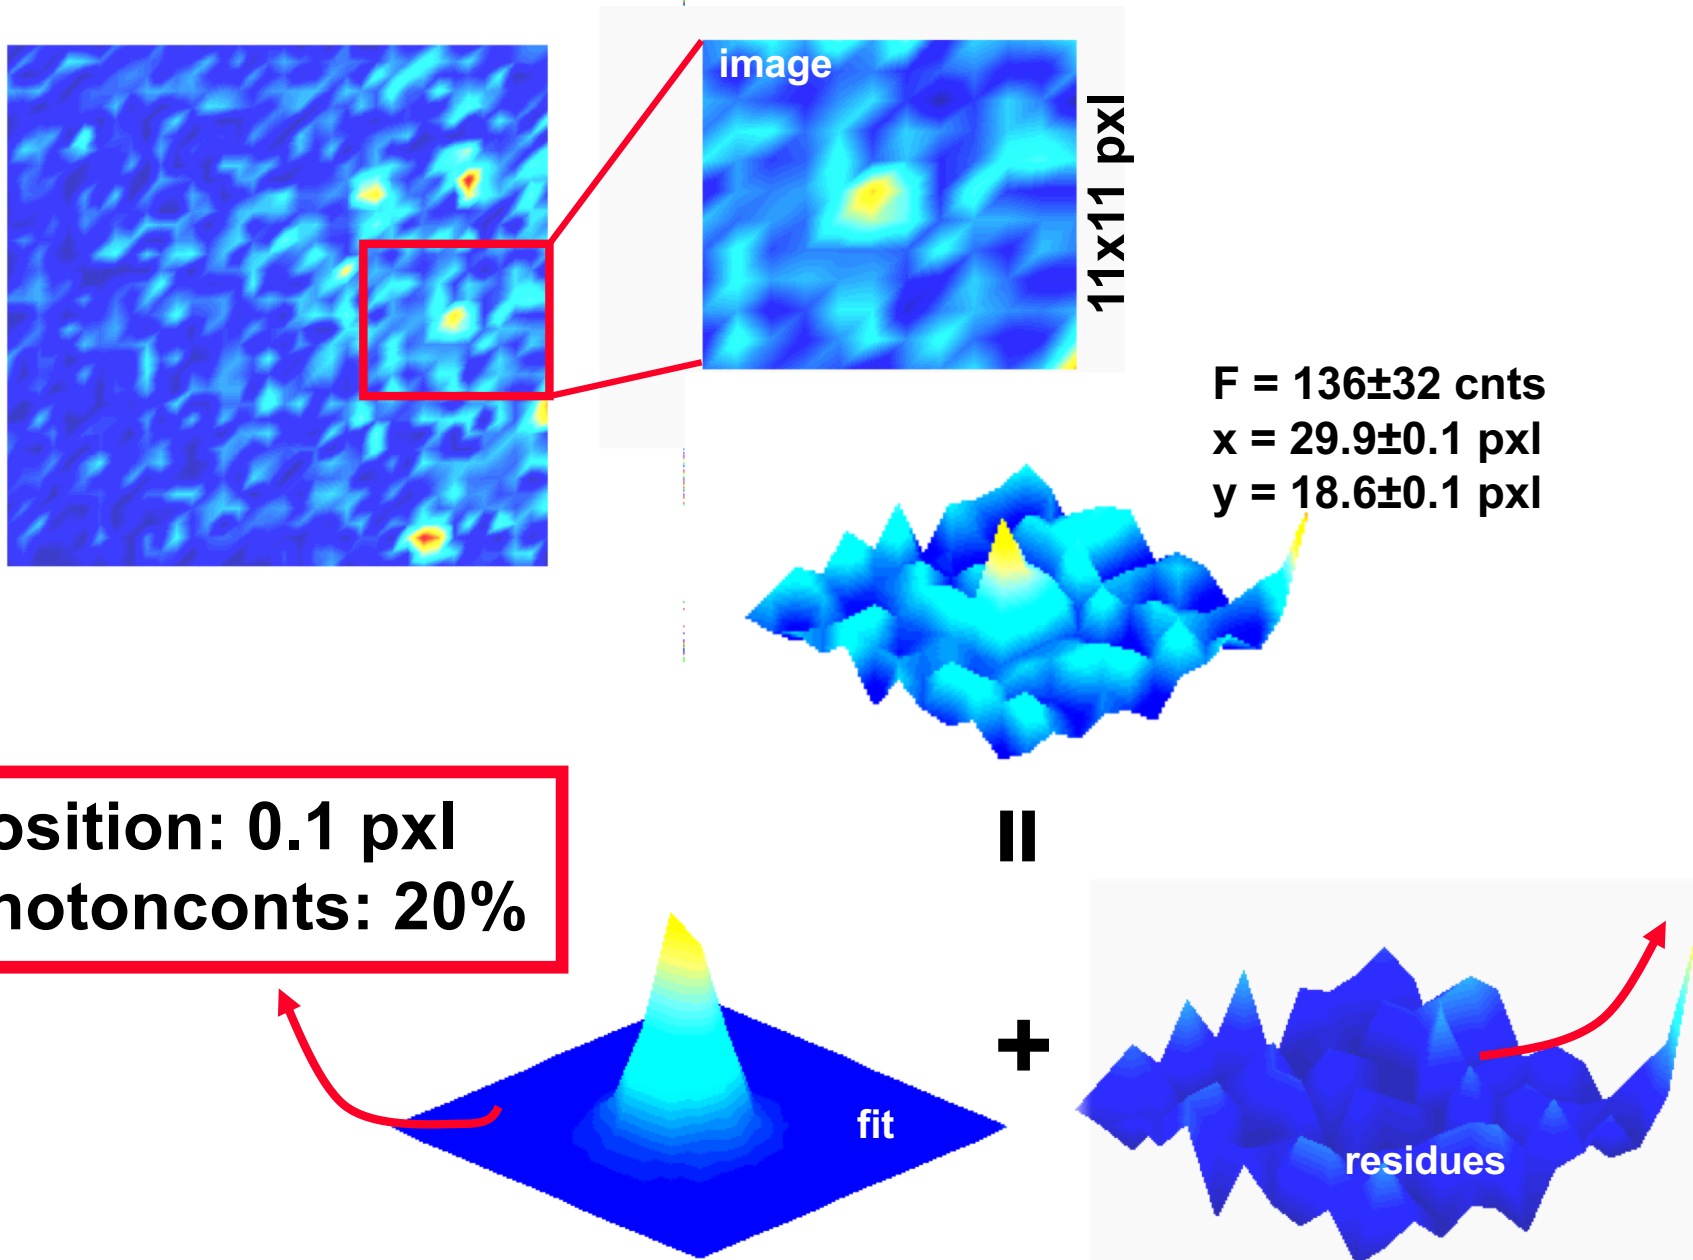 image
11x11 pxl
F = 136±32 cnts
x = 29.9±0.1 pxl
y = 18.6±0.1 pxl
=
osition: 0.1 pxl
hotonconts: 20%
+
fit
residues